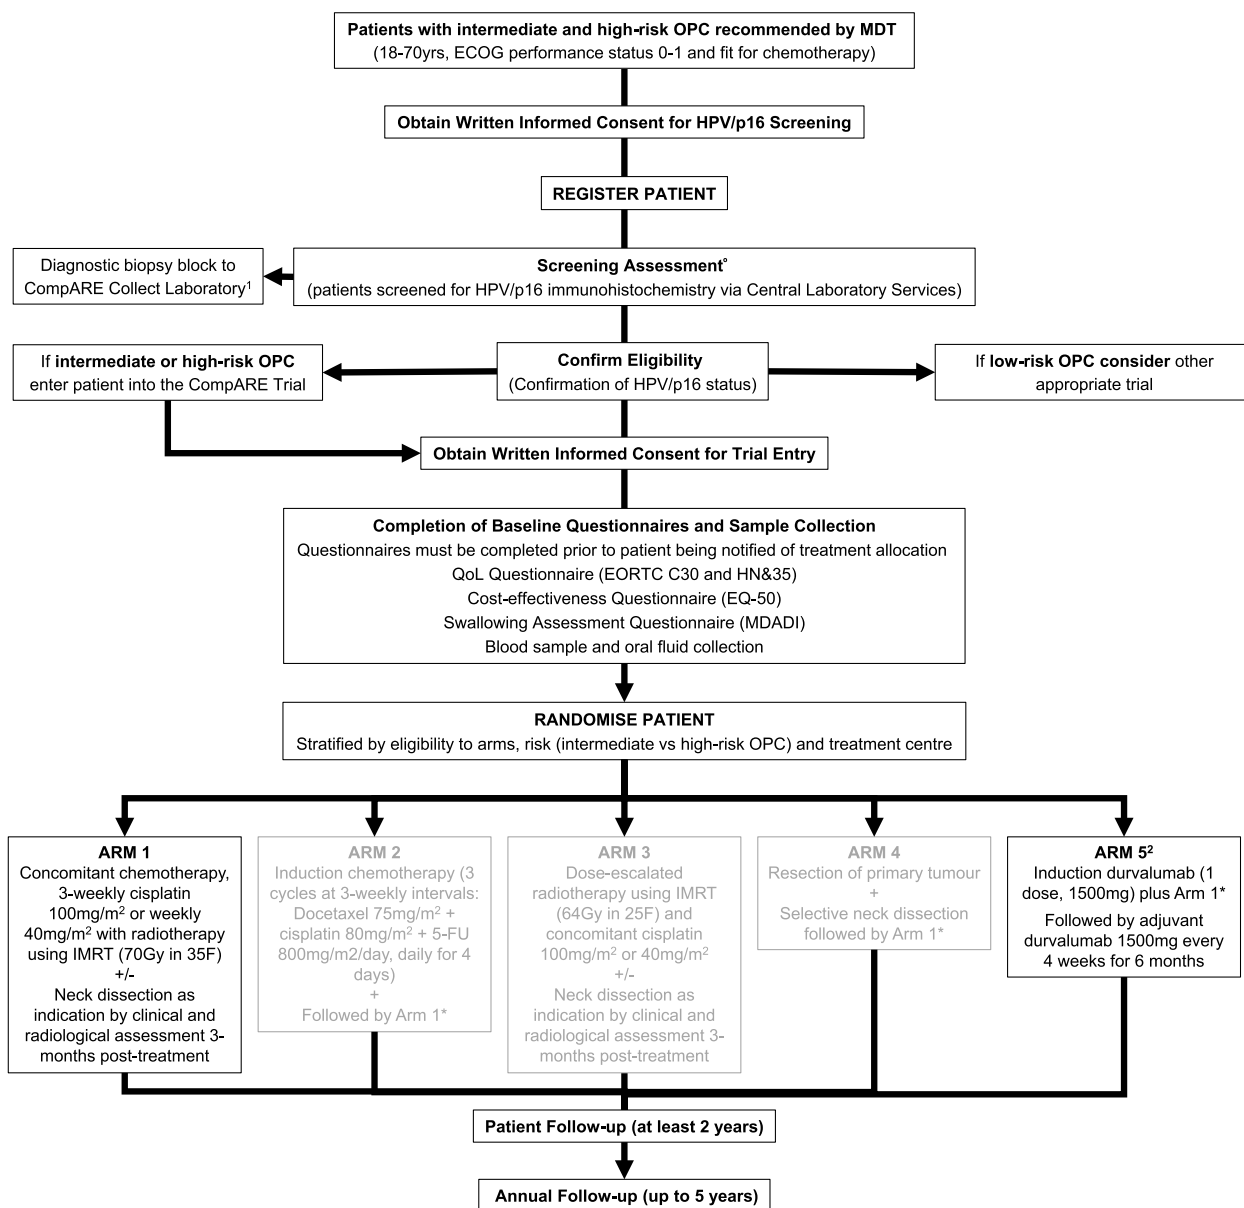 Patients with intermediate and high-risk OPC recommended by MDT
(18-70yrs, ECOG performance status 0-1 and fit for chemotherapy)
Obtain Written Informed Consent for HPV/p16 Screening
REGISTER PATIENT
Diagnostic biopsy block to
CompARE Collect Laboratory¹
Screening Assessment°
(patients screened for HPV/p16 immunohistochemistry via Central Laboratory Services)
If intermediate or high-risk OPC
enter patient into the CompARE Trial
Confirm Eligibility
(Confirmation of HPV/p16 status)
If low-risk OPC consider other
appropriate trial
Obtain Written Informed Consent for Trial Entry
Completion of Baseline Questionnaires and Sample Collection
Questionnaires must be completed prior to patient being notified of treatment allocation
QoL Questionnaire (EORTC C30 and HN&35)
Cost-effectiveness Questionnaire (EQ-50)
Swallowing Assessment Questionnaire (MDADI)
Blood sample and oral fluid collection
RANDOMISE PATIENT
Stratified by eligibility to arms, risk (intermediate vs high-risk OPC) and treatment centre
ARM 1
Concomitant chemotherapy,
3-weekly cisplatin
100mg/m² or weekly
40mg/m² with radiotherapy
using IMRT (70Gy in 35F)
+/-
Neck dissection as
indication by clinical and
radiological assessment 3-
months post-treatment
ARM 2
Induction chemotherapy (3
cycles at 3-weekly intervals:
Docetaxel 75mg/m² +
cisplatin 80mg/m² + 5-FU
800mg/m2/day, daily for 4
days)
+
Followed by Arm 1*
ARM 3
Dose-escalated
radiotherapy using IMRT
(64Gy in 25F) and
concomitant cisplatin
100mg/m² or 40mg/m²
+/-
Neck dissection as
indication by clinical and
radiological assessment 3-
months post-treatment
ARM 4
Resection of primary tumour
+
Selective neck dissection
followed by Arm 1*
ARM 5²
Induction durvalumab (1
dose, 1500mg) plus Arm 1*
Followed by adjuvant
durvalumab 1500mg every
4 weeks for 6 months
Patient Follow-up (at least 2 years)
Annual Follow-up (up to 5 years)